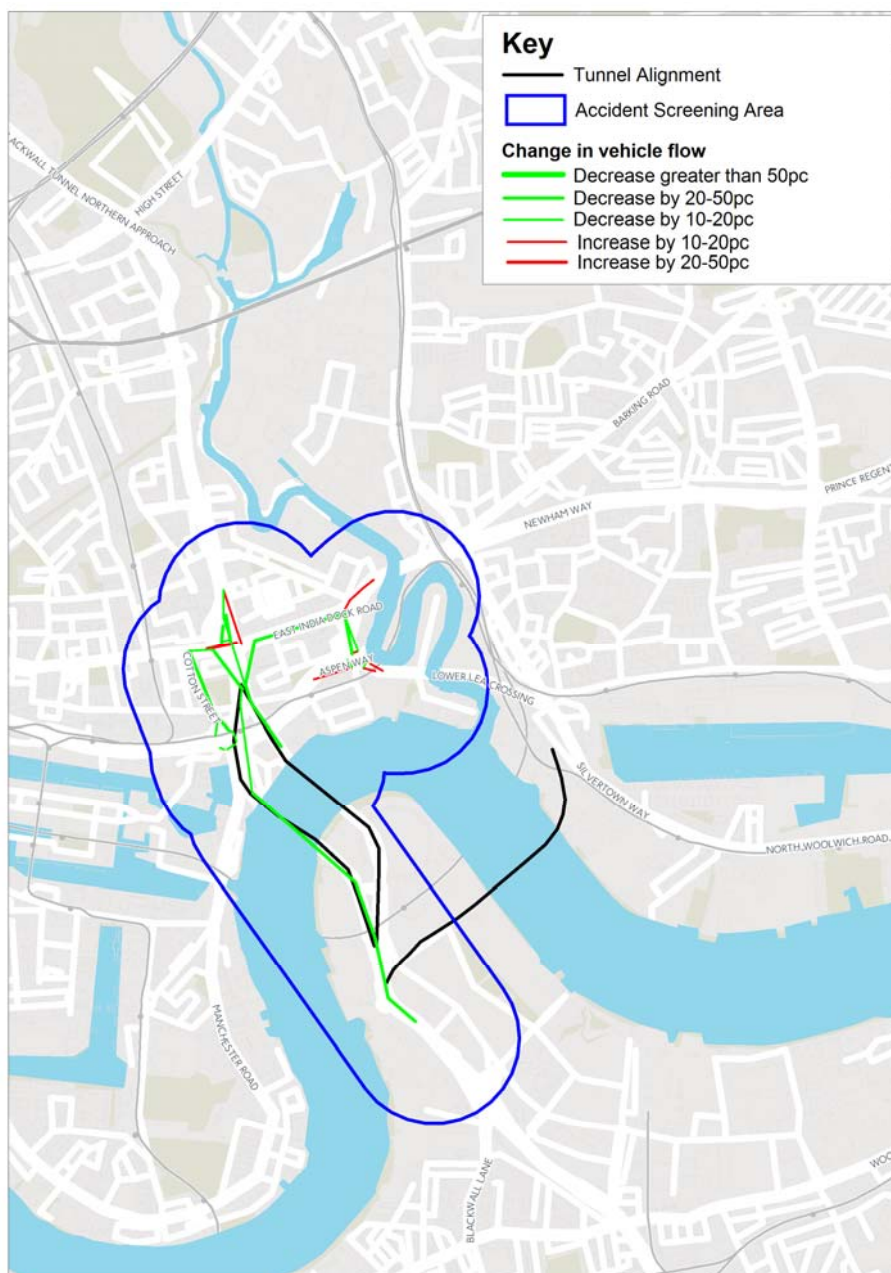 Key
Tunnel Alignment
Accident Screening Area
Change in vehicle flow
Decrease greater than 50pc
Decrease by 20-50pc
Decrease by 10-20pc
Increase by 10-20pc
Increase by 20-50pc
LACKWALL TUNNEL NORTHERN APPROACH
HIGH STREET
BARKING ROAD
PRINCE REGENT
NEWHAM WAY
EAST INDIA DOCK ROAD
COTTON STREET
ASPEN WAY
LOWER LEA CROSSING
SILVERTOWN WAY
NORTH WOOLWICH ROAD
MANCHESTER ROAD
BLACKWALL LANE
WOO